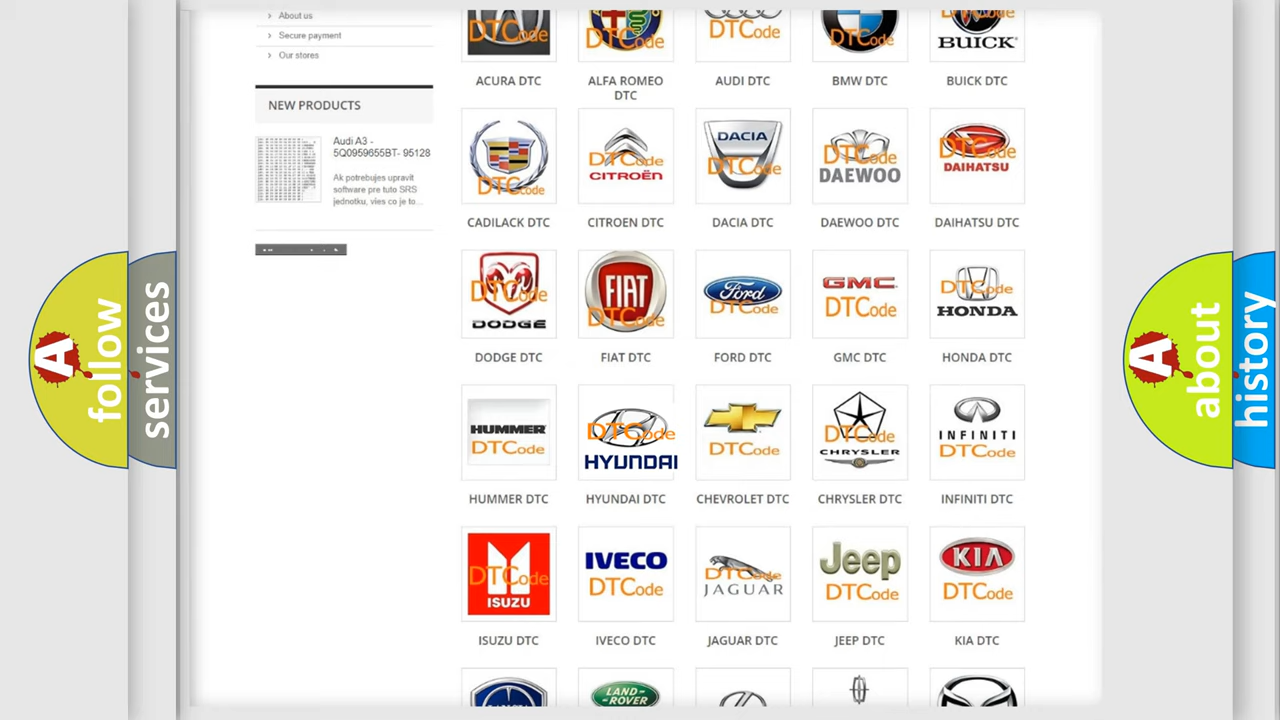 About us
Secure payment
Our stores
NEW PRODUCTS
Audi A3 -
5Q0959655BT- 95128
Ak potrebujes upravit
software pre tuto SRS
jednotku, vies co je to...
DTCode DTCode DTCode DTCode BUICK
ACURA DTC ALFA ROMEO DTC AUDI DTC BMW DTC BUICK DTC
DTCode DTCode CITROËN DACIA DTCode DTCode DAEWOO DTCode DAIHATSU
CADILACK DTC CITROEN DTC DACIA DTC DAEWOO DTC DAIHATSU DTC
DTCode DODGE FIAT DTCode Ford DTCode GMC DTCode DTCode HONDA
DODGE DTC FIAT DTC FORD DTC GMC DTC HONDA DTC
HUMMER DTCode DTCode HYUNDAI DTCode DTCode CHRYSLER INFINITI DTCode
HUMMER DTC HYUNDAI DTC CHEVROLET DTC CHRYSLER DTC INFINITI DTC
DTCode ISUZU IVECO DTCode DTCode JAGUAR Jeep DTCode KIA DTCode
ISUZU DTC IVECO DTC JAGUAR DTC JEEP DTC KIA DTC
LAND-
ROVER
A follow
services
A about
history